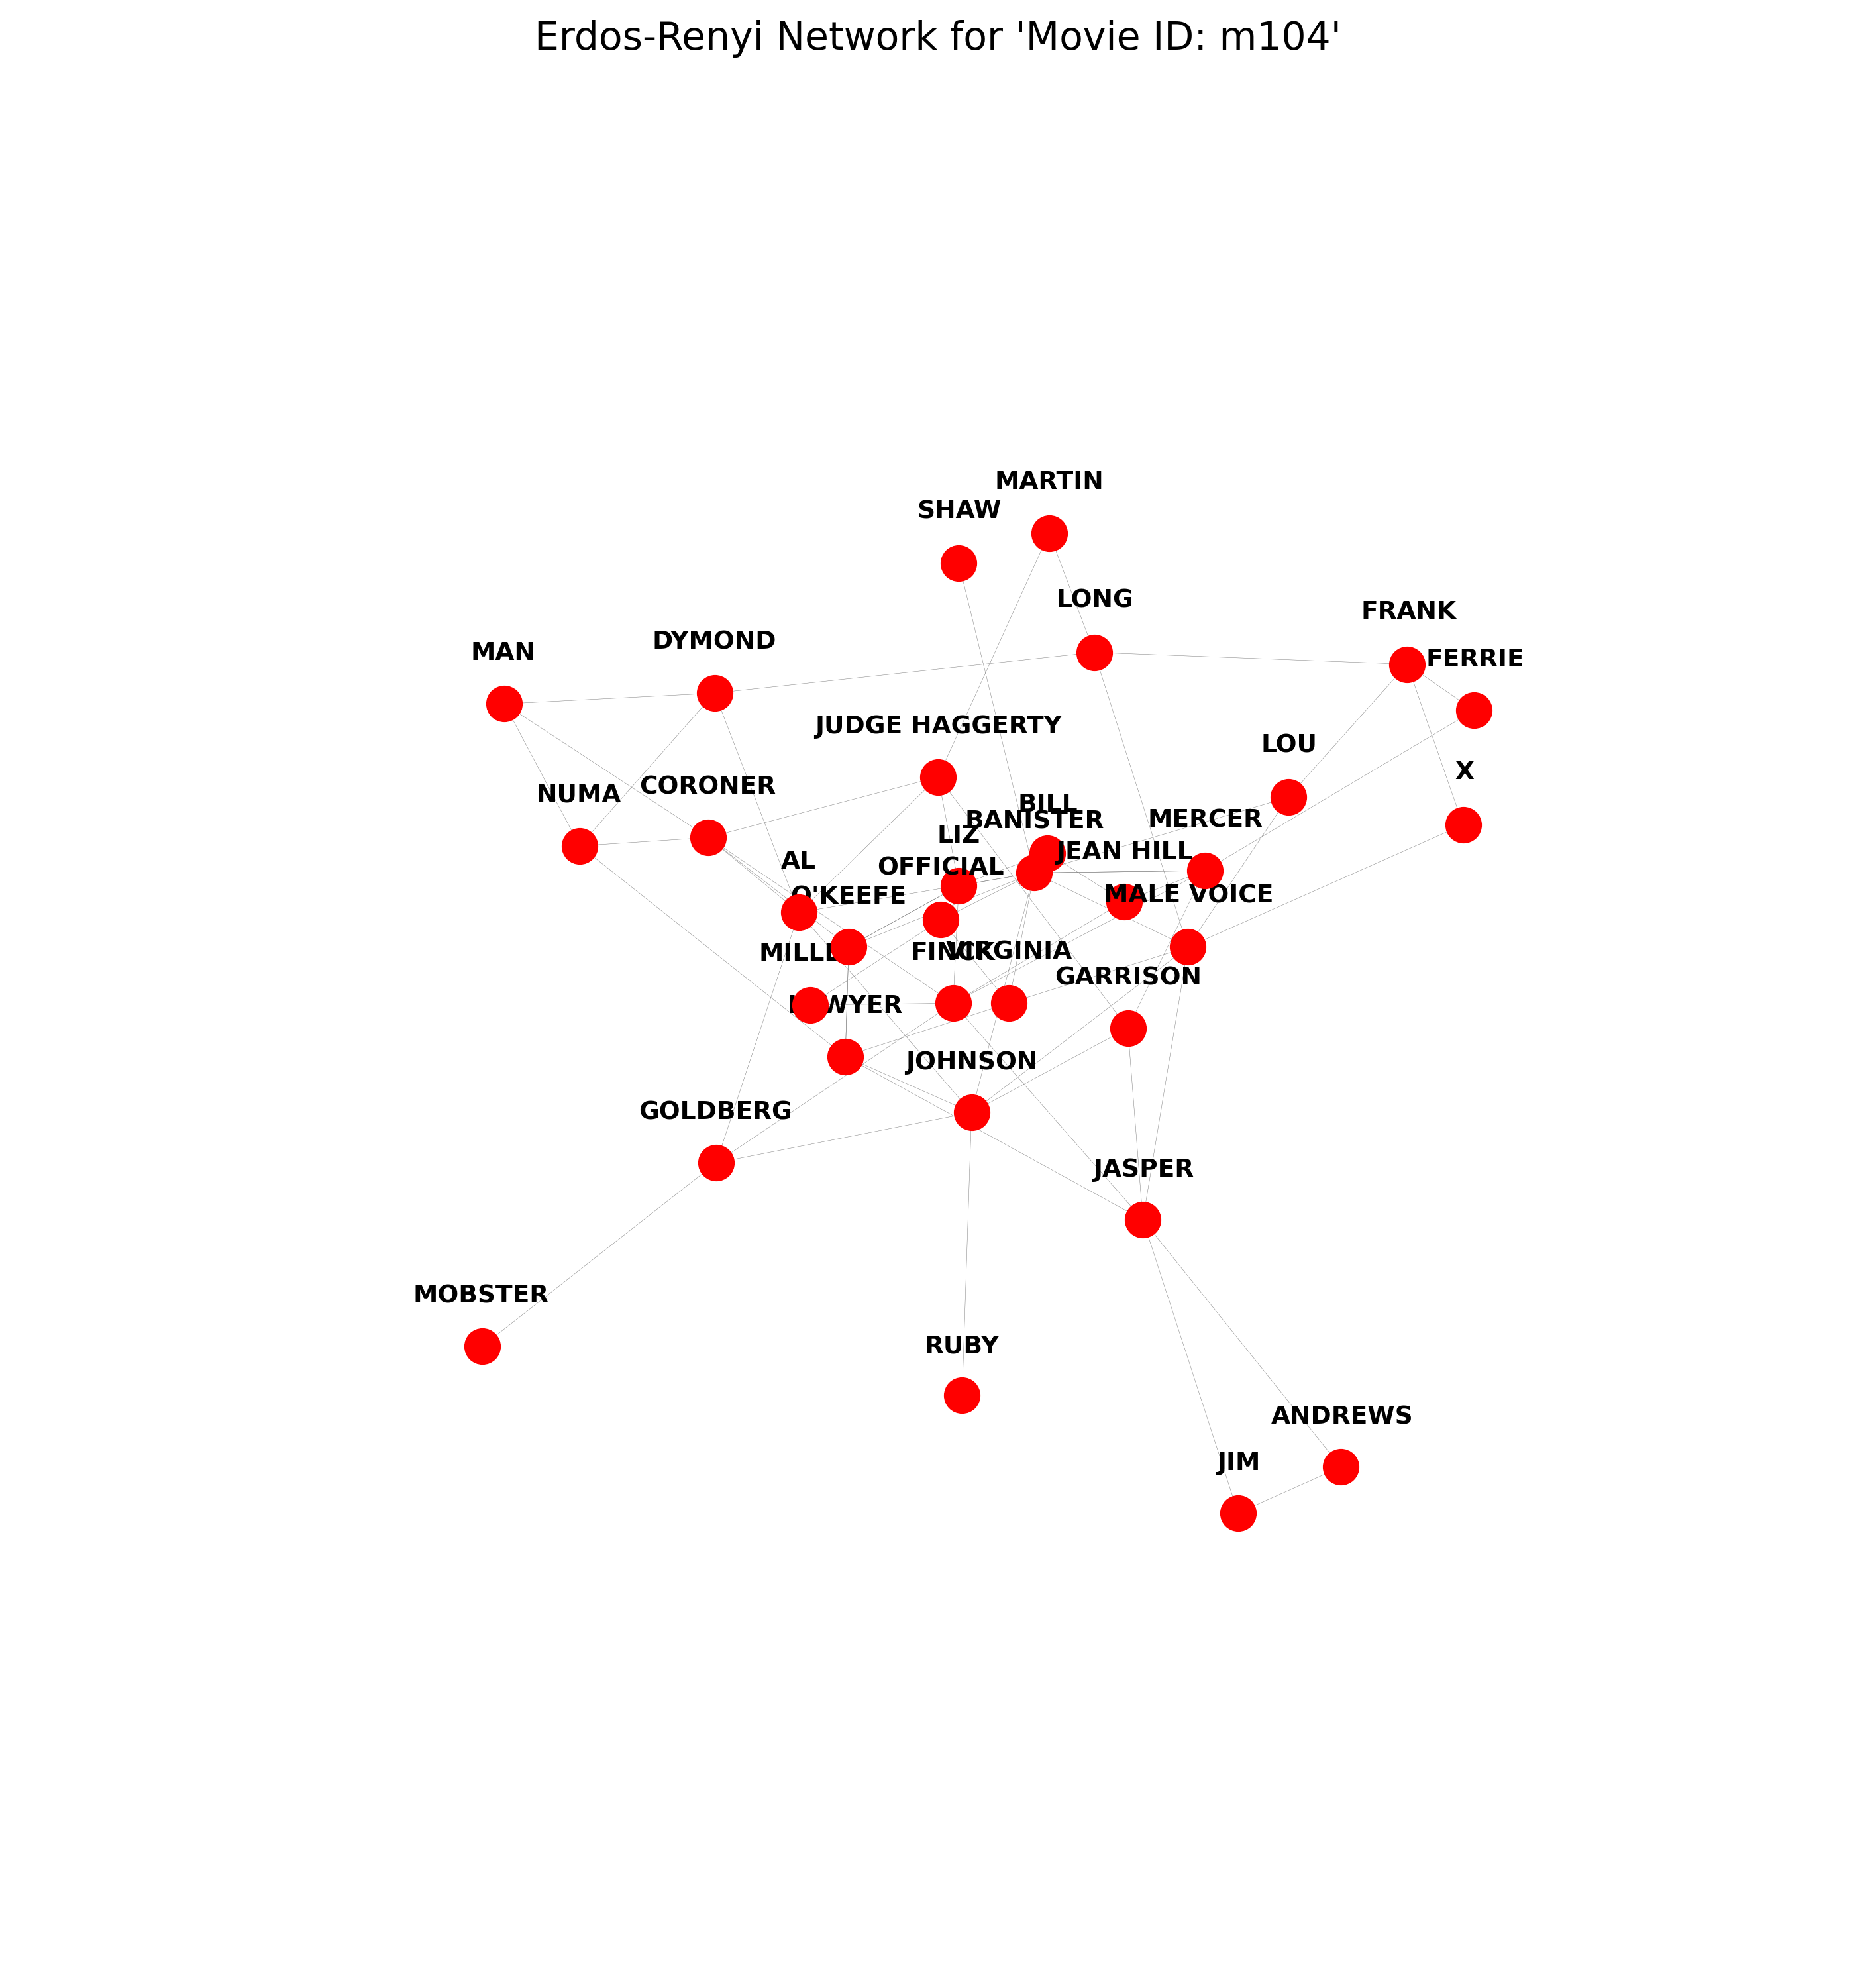 Erdos-Renyi Network for 'Movie ID: m104'
MARTIN
SHAW
LONG
FRANK
DYMOND
MAN
FERRIE
JUDGE HAGGERTY
LOU
X
CORONER
NUMA
BILL
BANISTER
MERCER
LIZ
JEAN HILL
AL
OFFICIAL
O'KEEFE
MALE VOICE
FINCK
VIRGINIA
GARRISON
JOHNSON
GOLDBERG
JASPER
MOBSTER
RUBY
ANDREWS
JIM